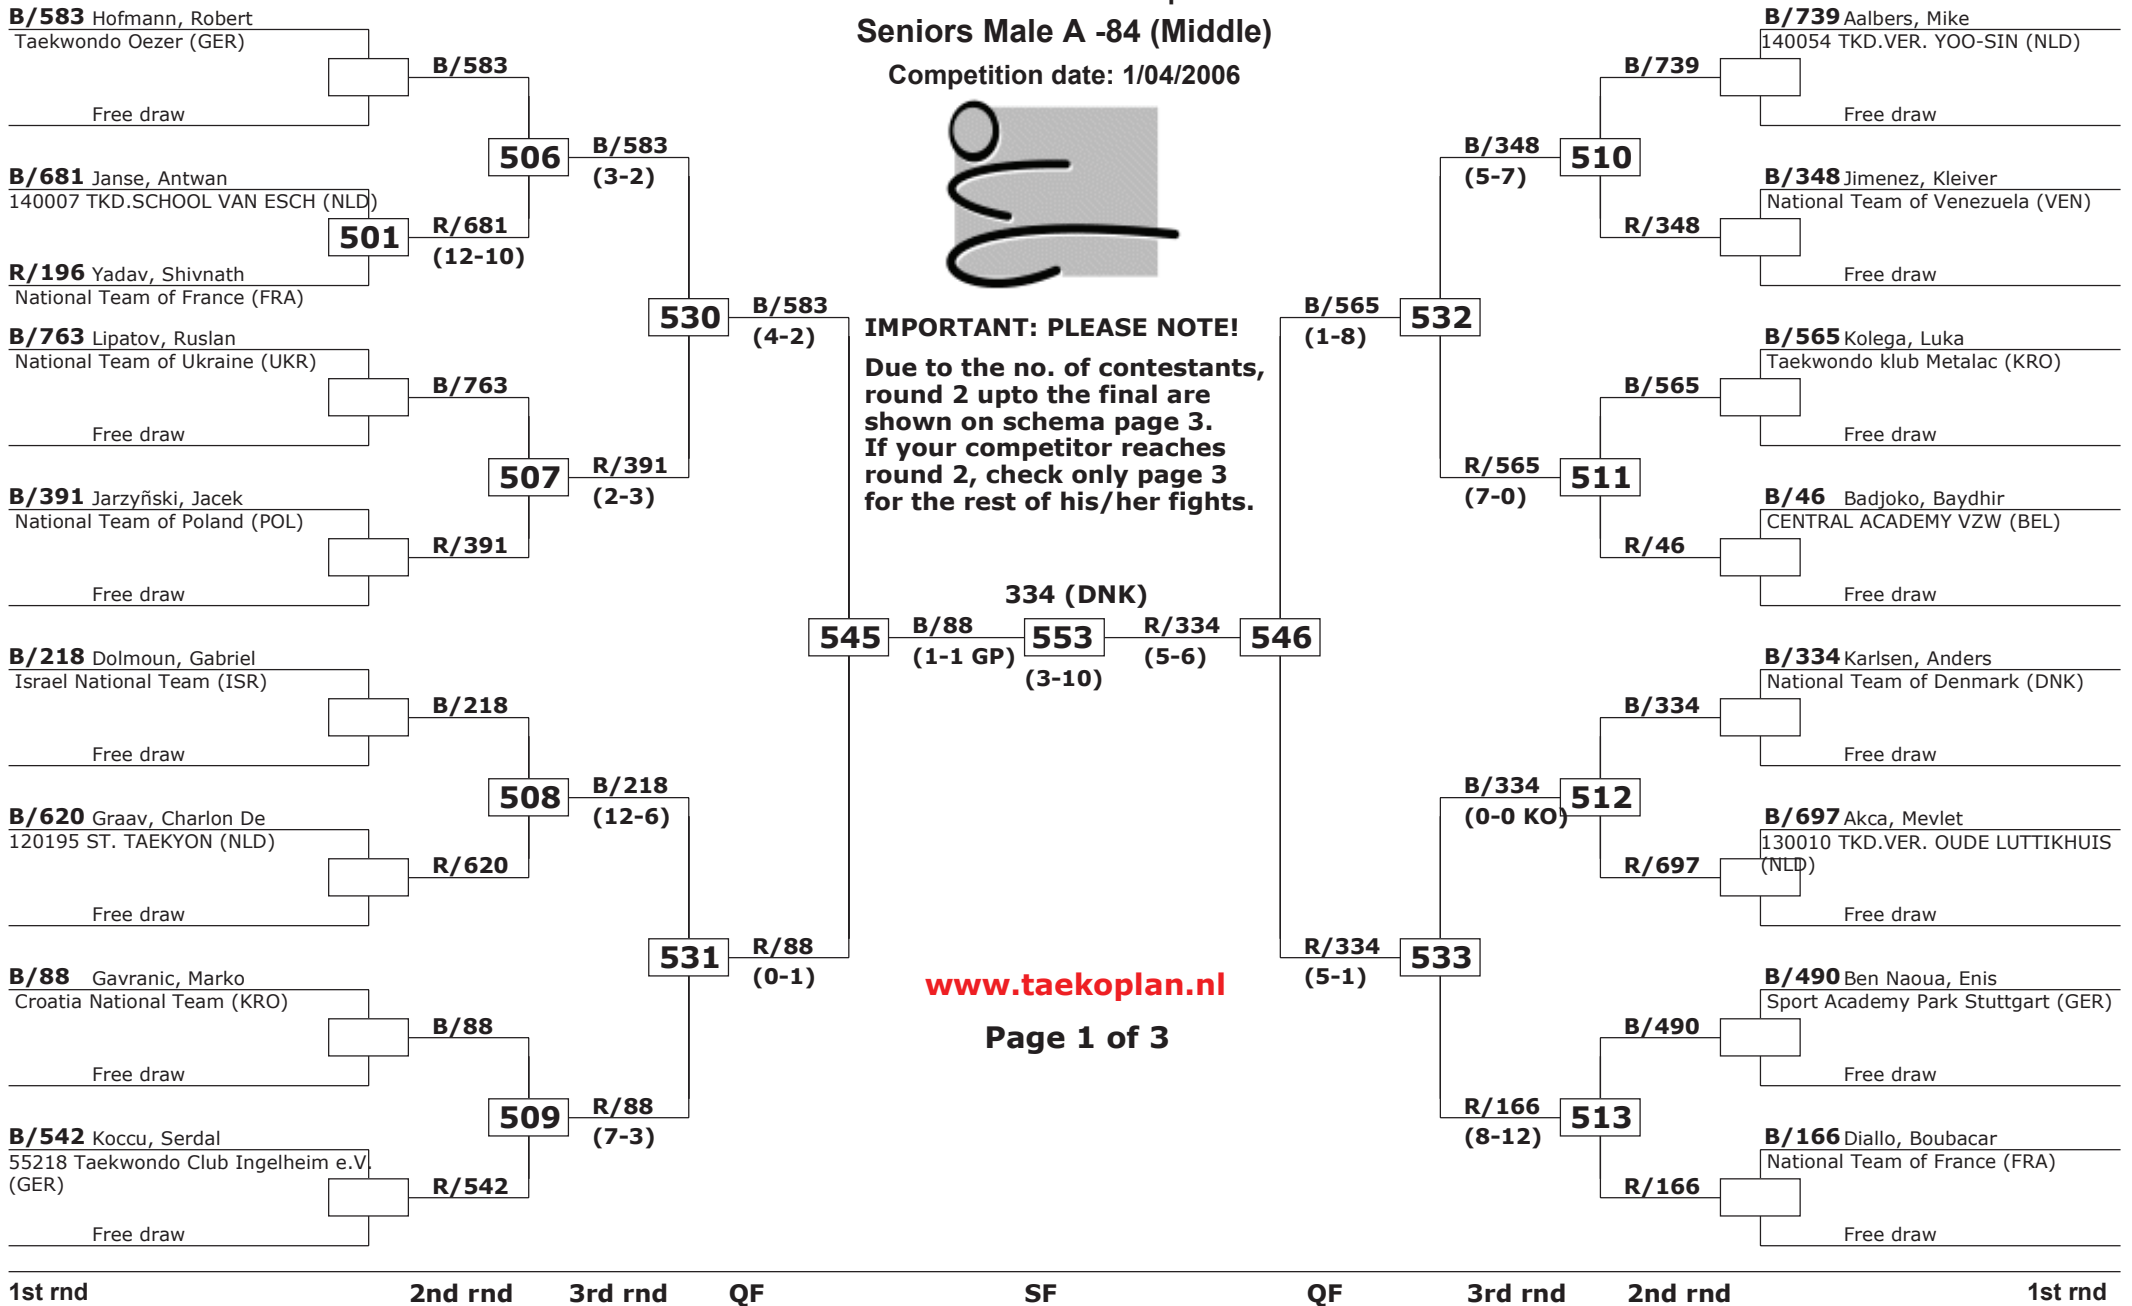 Seniors Male A -84 (Middle)
Competition date: 1/04/2006
B/583 Hofmann, Robert
Taekwondo Oezer (GER)
Free draw
B/681 Janse, Antwan
140007 TKD.SCHOOL VAN ESCH (NLD)
R/196 Yadav, Shivnath
National Team of France (FRA)
B/763 Lipatov, Ruslan
National Team of Ukraine (UKR)
Free draw
B/391 Jarzyñski, Jacek
National Team of Poland (POL)
Free draw
B/218 Dolmoun, Gabriel
Israel National Team (ISR)
Free draw
B/620 Graav, Charlon De
120195 ST. TAEKYON (NLD)
Free draw
B/88 Gavranic, Marko
Croatia National Team (KRO)
Free draw
B/542 Koccu, Serdal
55218 Taekwondo Club Ingelheim e.V.
(GER)
Free draw
B/583
501
R/681
(12-10)
B/763
R/391
B/218
R/620
B/88
R/542
506
B/583
(3-2)
507
R/391
(2-3)
508
B/218
(12-6)
509
R/88
(7-3)
530
B/583
(4-2)
531
R/88
(0-1)
IMPORTANT: PLEASE NOTE!
Due to the no. of contestants,
round 2 upto the final are
shown on schema page 3.
If your competitor reaches
round 2, check only page 3
for the rest of his/her fights.
334 (DNK)
545
B/88
(1-1 GP)
553
(3-10)
R/334
(5-6)
546
www.taekoplan.nl
Page 1 of 3
B/565
(1-8)
532
R/334
(5-1)
533
B/348
(5-7)
510
R/565
(7-0)
511
B/334
(0-0 KO)
512
R/166
(8-12)
513
B/739
R/348
B/565
R/46
B/334
R/697
B/490
R/166
B/739 Aalbers, Mike
140054 TKD.VER. YOO-SIN (NLD)
Free draw
B/348 Jimenez, Kleiver
National Team of Venezuela (VEN)
Free draw
B/565 Kolega, Luka
Taekwondo klub Metalac (KRO)
Free draw
B/46 Badjoko, Baydhir
CENTRAL ACADEMY VZW (BEL)
Free draw
B/334 Karlsen, Anders
National Team of Denmark (DNK)
Free draw
B/697 Akca, Mevlet
130010 TKD.VER. OUDE LUTTIKHUIS
(NLD)
Free draw
B/490 Ben Naoua, Enis
Sport Academy Park Stuttgart (GER)
Free draw
B/166 Diallo, Boubacar
National Team of France (FRA)
Free draw
1st rnd 2nd rnd 3rd rnd QF SF QF 3rd rnd 2nd rnd 1st rnd